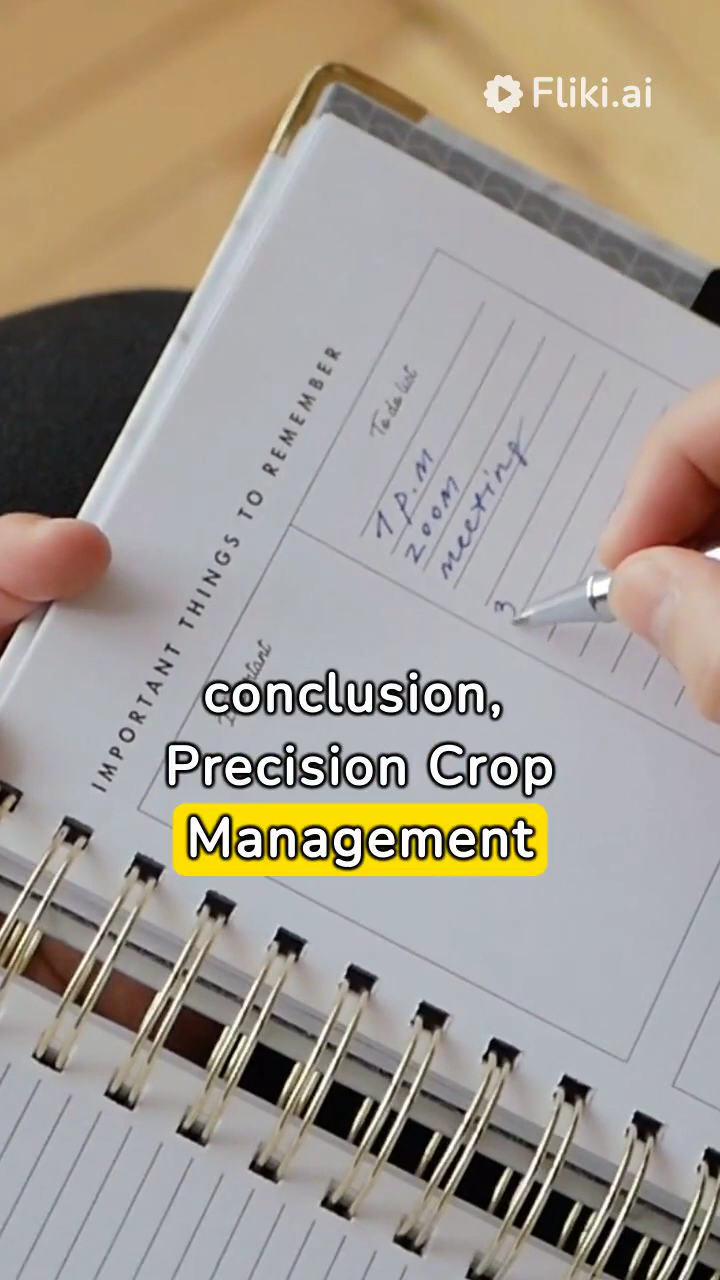 Fliki.ai
IMPORTANT THINGS TO REMEMBER
To do list
1 P.M
ZOOM
meeting
3
conclusion,
Precision Crop
Management